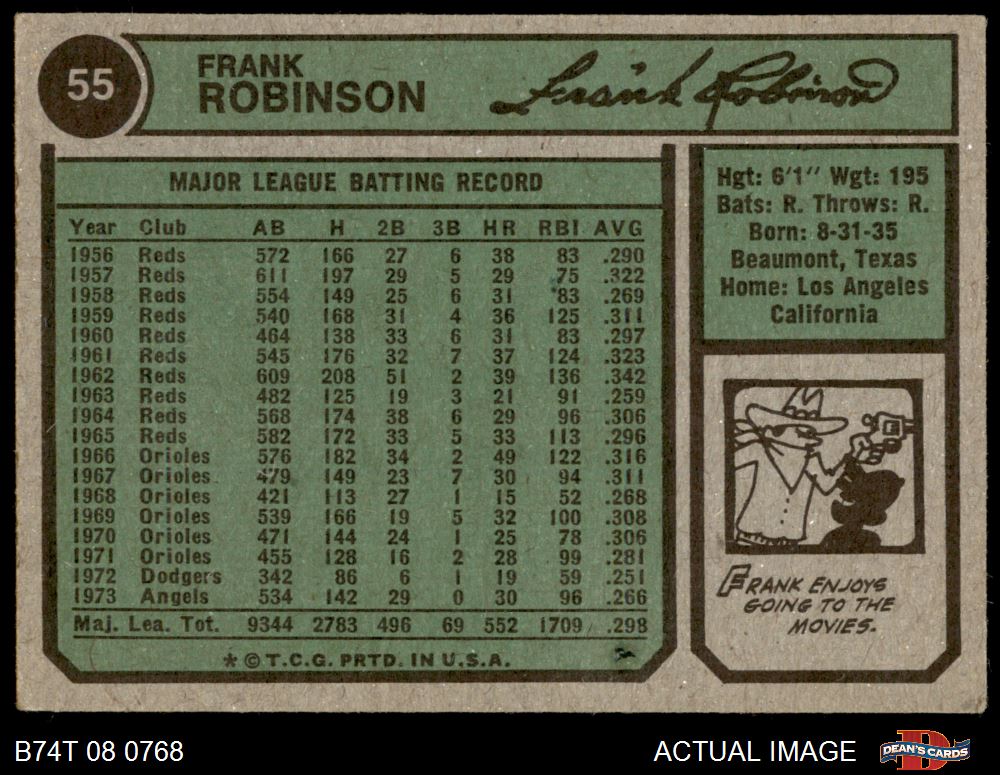 55
FRANK
ROBINSON
Frank Robinson
MAJOR LEAGUE BATTING RECORD
Year Club AB H 2B 3B HR RBI AVG
1956 Reds 572 166 27 6 38 83 .290
1957 Reds 611 197 29 5 29 75 .322
1958 Reds 554 149 25 6 31 83 .269
1959 Reds 540 168 31 4 36 125 .311
1960 Reds 464 138 33 6 31 83 .297
1961 Reds 545 176 32 7 37 124 .323
1962 Reds 609 208 51 2 39 136 .342
1963 Reds 482 125 19 3 21 91 .259
1964 Reds 568 174 38 6 29 96 .306
1965 Reds 582 172 33 5 33 113 .296
1966 Orioles 576 182 34 2 49 122 .316
1967 Orioles 479 149 23 7 30 94 .311
1968 Orioles 421 113 27 1 15 52 .268
1969 Orioles 539 166 19 5 32 100 .308
1970 Orioles 471 144 24 1 25 78 .306
1971 Orioles 455 128 16 2 28 99 .281
1972 Dodgers 342 86 6 1 19 59 .251
1973 Angels 534 142 29 0 30 96 .266
Maj. Lea. Tot. 9344 2783 496 69 552 1709 .298
* © T.C.G. PRTD. IN U.S.A.
Hgt: 6'1" Wgt: 195
Bats: R. Throws: R.
Born: 8-31-35
Beaumont, Texas
Home: Los Angeles
California
FRANK ENJOYS
GOING TO THE
MOVIES.
B74T 08 0768
ACTUAL IMAGE
DEAN'S CARDS